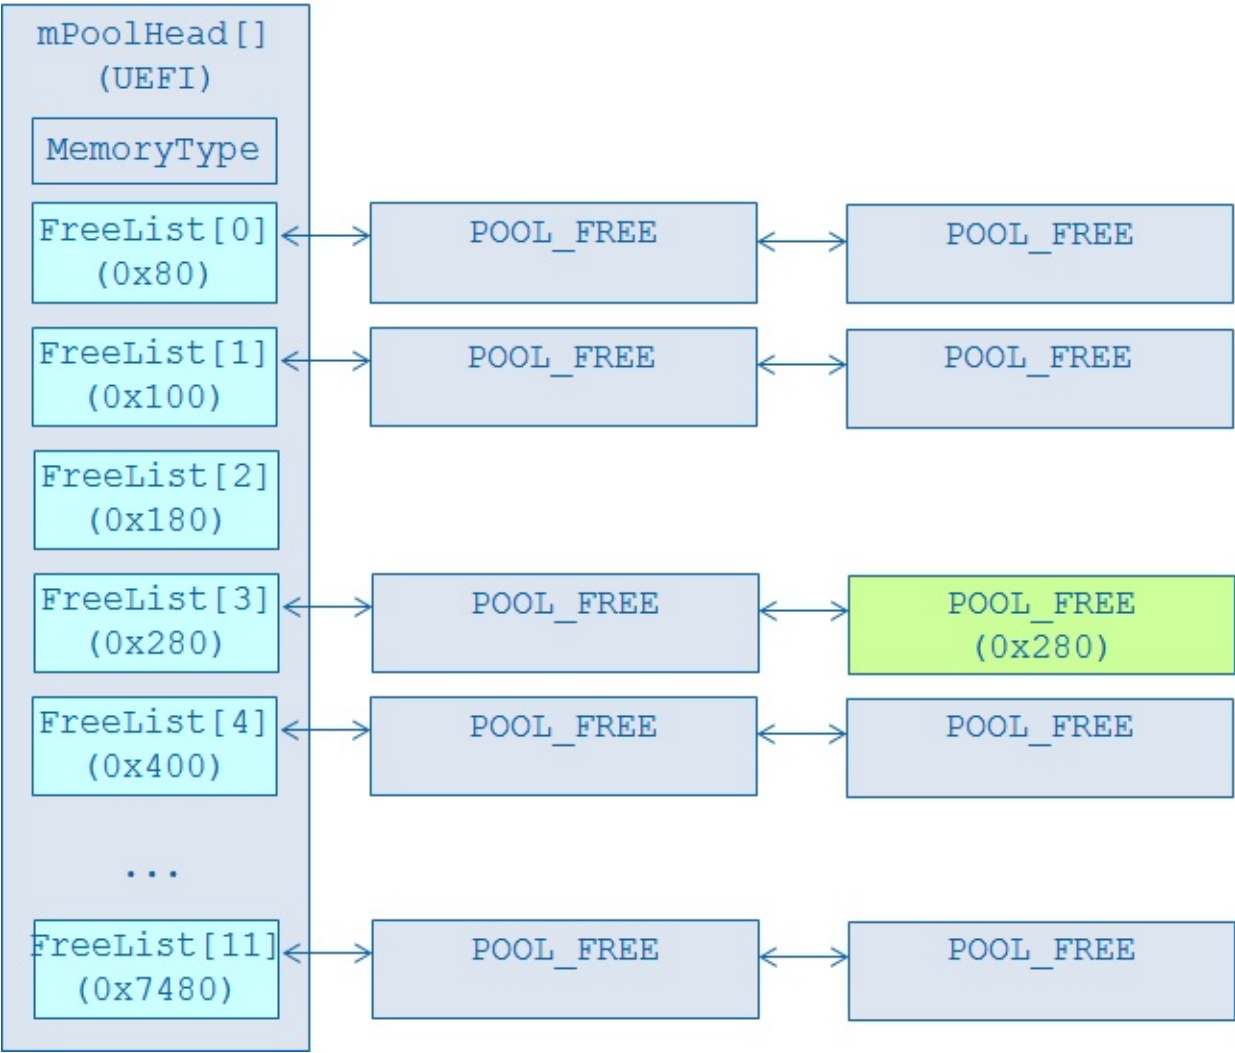 mPoolHead[]
(UEFI)
MemoryType
FreeList[0]
(0x80)
POOL_FREE
POOL_FREE
FreeList[1]
(0x100)
POOL_FREE
POOL_FREE
FreeList[2]
(0x180)
FreeList[3]
(0x280)
POOL_FREE
POOL_FREE
(0x280)
FreeList[4]
(0x400)
POOL_FREE
POOL_FREE
...
FreeList[11]
(0x7480)
POOL_FREE
POOL_FREE